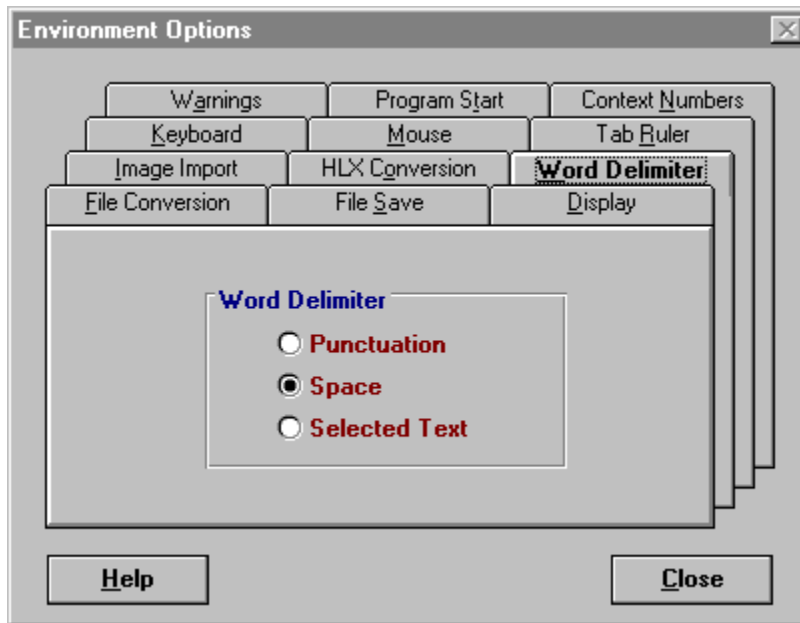 Environment Options
Warnings Program Start Context Numbers
Keyboard Mouse Tab Ruler
Image Import HLX Conversion Word Delimiter
File Conversion File Save Display
Word Delimiter
Punctuation
Space
Selected Text
Help Close